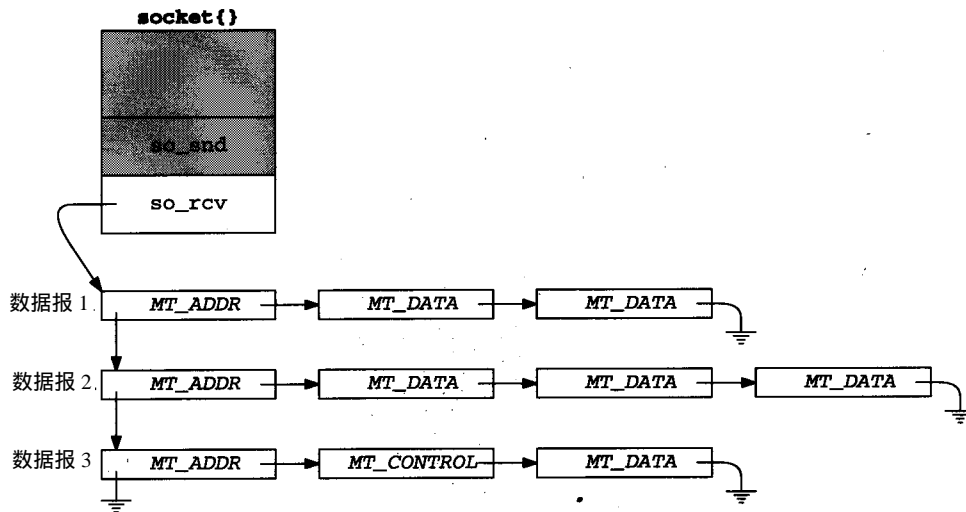 socket{}
so_snd
so_rcv
数据报 1 MT_ADDR MT_DATA MT_DATA
数据报 2 MT_ADDR MT_DATA MT_DATA MT_DATA
数据报 3 MT_ADDR MT_CONTROL MT_DATA